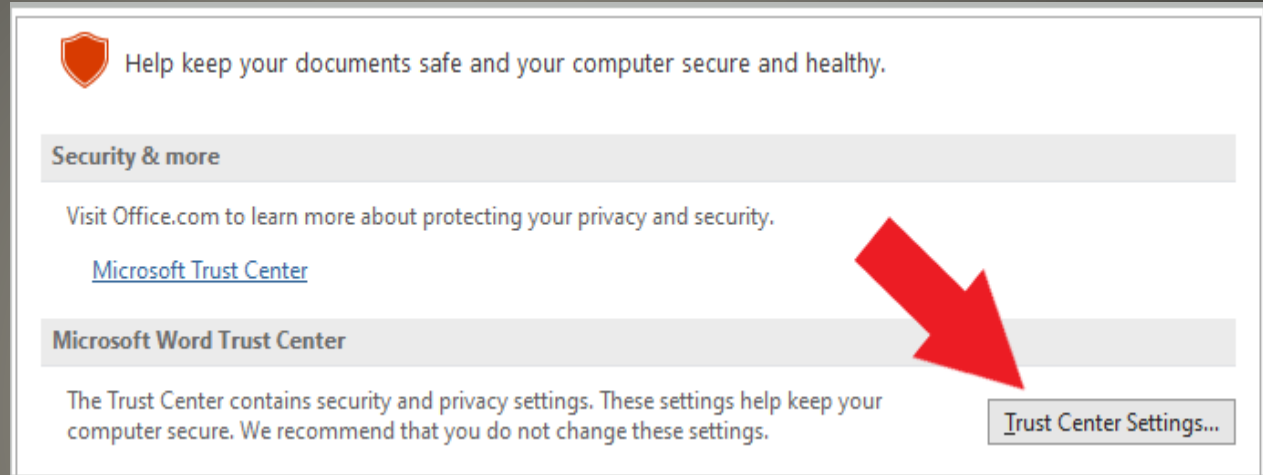 Help keep your documents safe and your computer secure and healthy.
Security & more
Visit Office.com to learn more about protecting your privacy and security.
Microsoft Trust Center
Microsoft Word Trust Center
The Trust Center contains security and privacy settings. These settings help keep your
computer secure. We recommend that you do not change these settings.
Trust Center Settings...